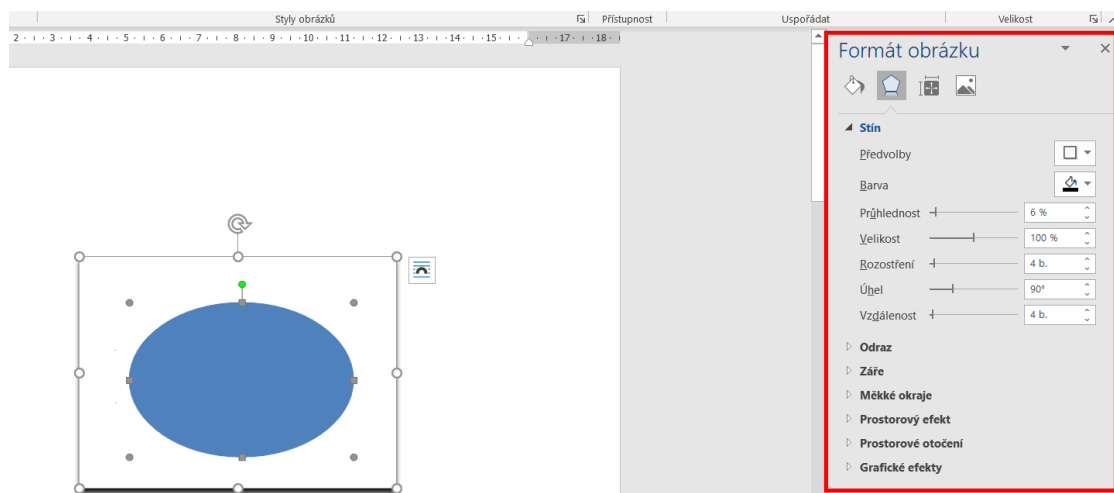 Styly obrázků Přístupnost Uspořádat Velikost
2 · 3 · 4 · 5 · 6 · 7 · 8 · 9 · 10 · 11 · 12 · 13 · 14 · 15 · 17 · 18
Formát obrázku
Stín
Předvolby
Barva
Průhlednost 6 %
Velikost 100 %
Rozostření 4 b.
Úhel 90°
Vzdálenost 4 b.
Odraz
Záře
Měkké okraje
Prostorový efekt
Prostorové otočení
Grafické efekty